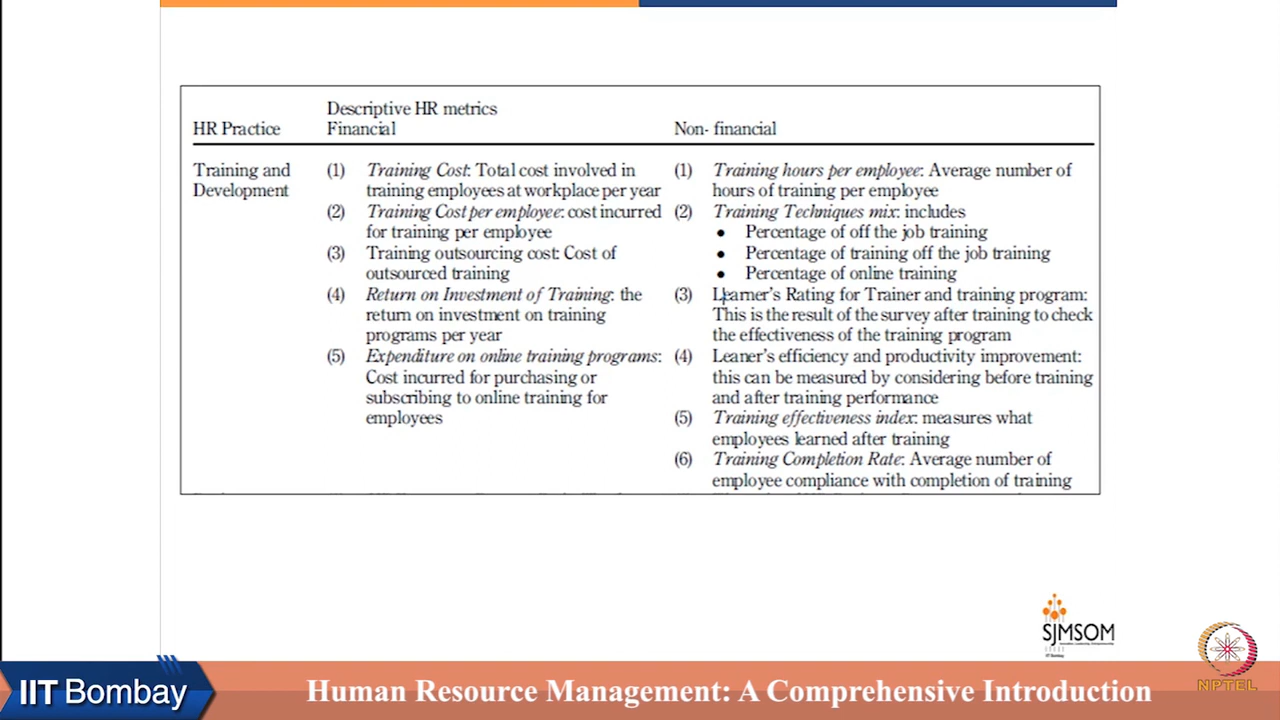 Descriptive HR metrics
HR Practice Financial Non- financial
Training and Development
(1) Training Cost: Total cost involved in
training employees at workplace per year
(2) Training Cost per employee: cost incurred
for training per employee
(3) Training outsourcing cost: Cost of
outsourced training
(4) Return on Investment of Training: the
return on investment on training
programs per year
(5) Expenditure on online training programs:
Cost incurred for purchasing or
subscribing to online training for
employees
(1) Training hours per employee: Average number of
hours of training per employee
(2) Training Techniques mix: includes
• Percentage of off the job training
• Percentage of training off the job training
• Percentage of online training
(3) Learner's Rating for Trainer and training program:
This is the result of the survey after training to check
the effectiveness of the training program
(4) Leaner's efficiency and productivity improvement:
this can be measured by considering before training
and after training performance
(5) Training effectiveness index: measures what
employees learned after training
(6) Training Completion Rate: Average number of
employee compliance with completion of training
SJMSOM
IIT Bombay
NPTEL
IIT Bombay
Human Resource Management: A Comprehensive Introduction